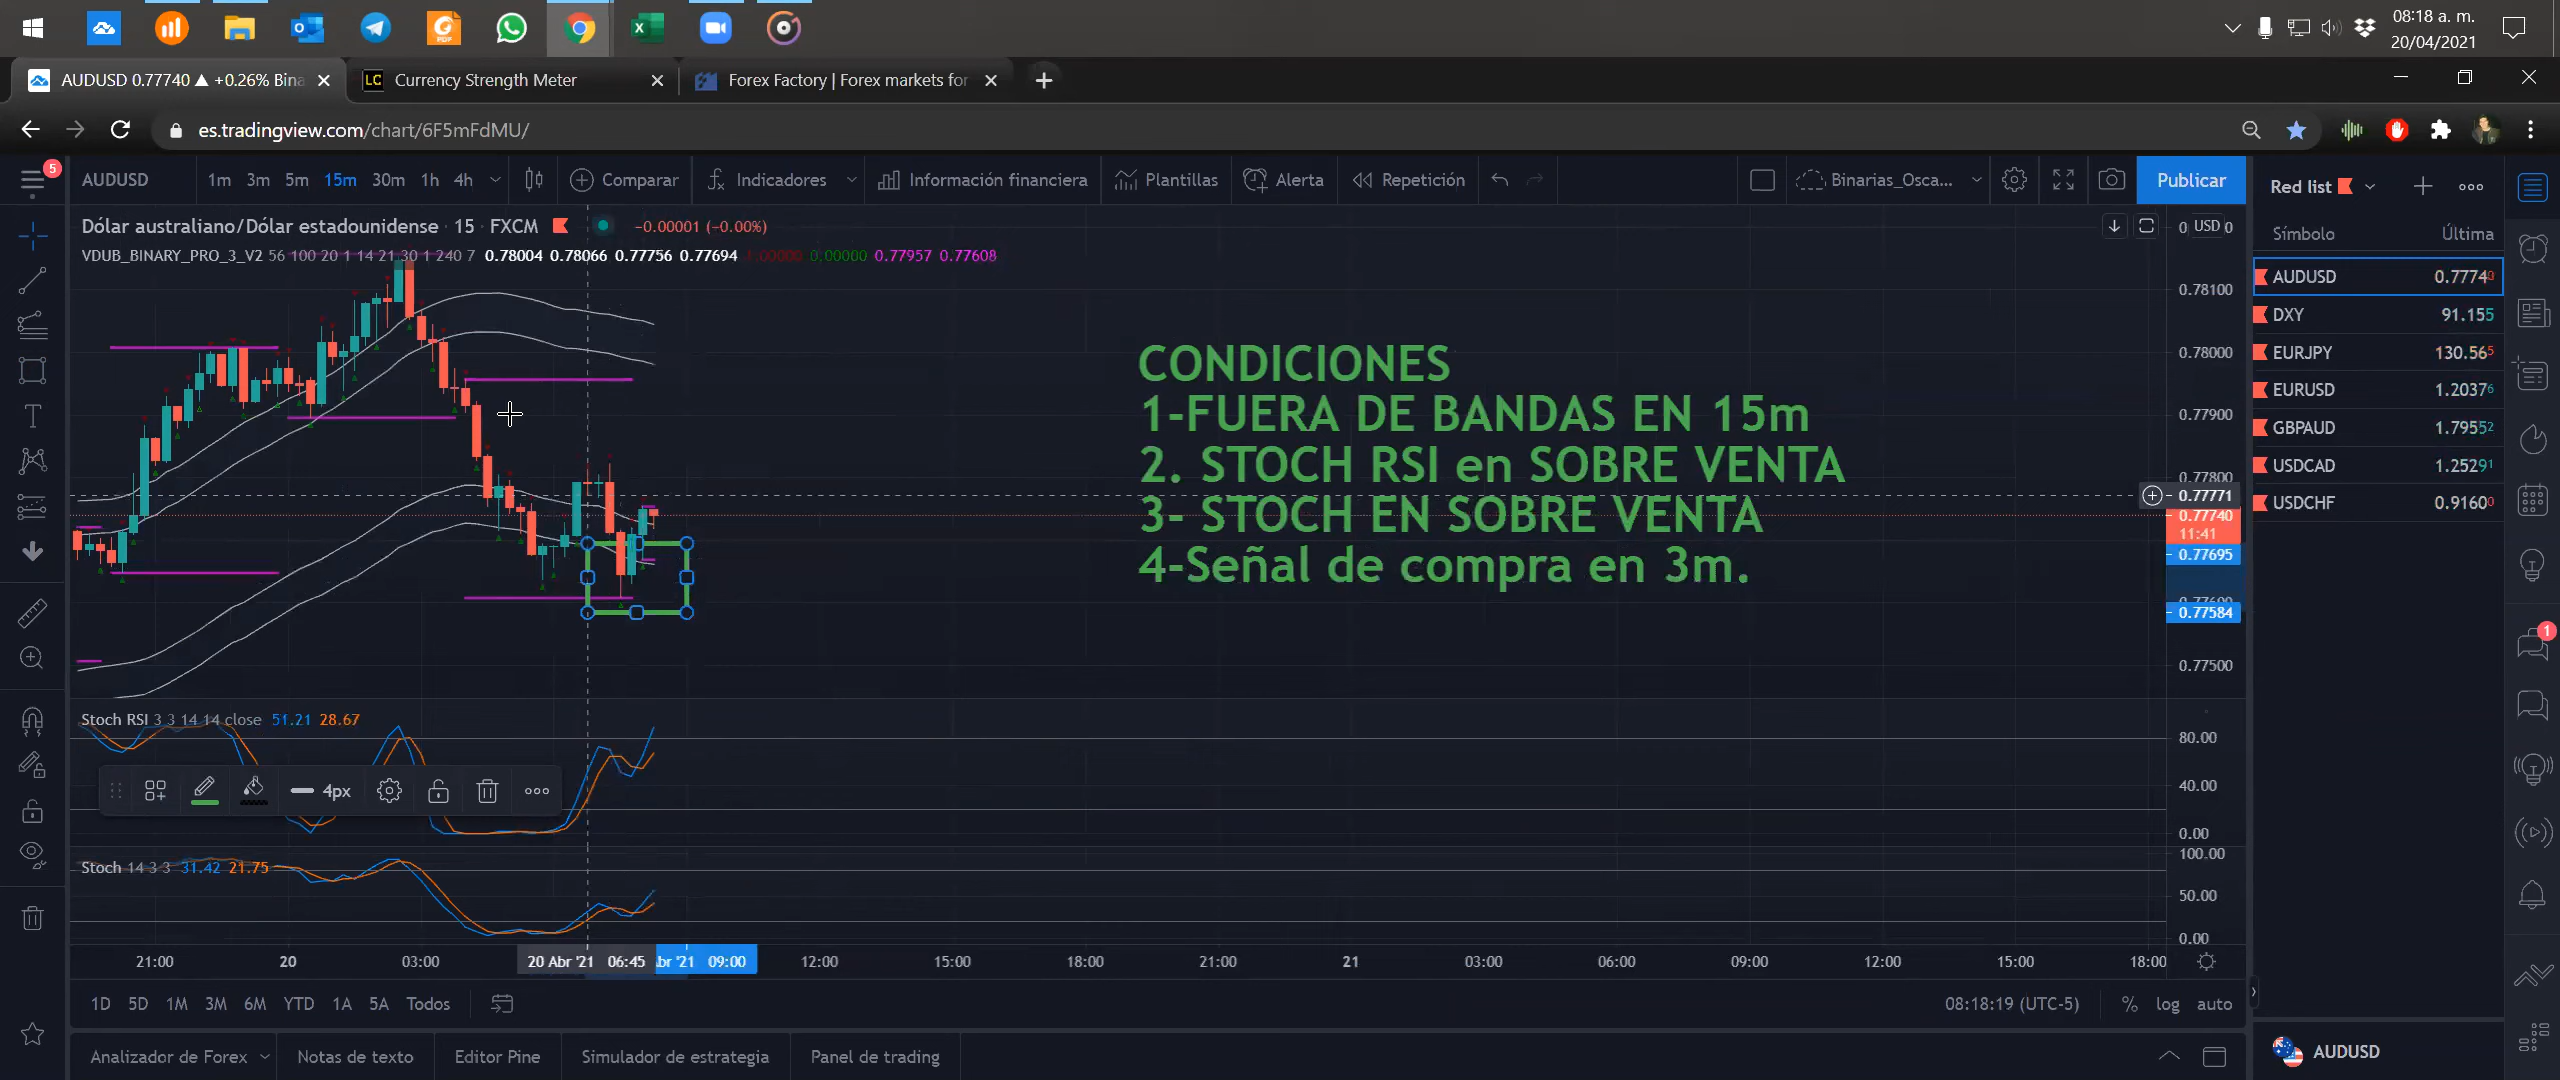 08:18 a. m.
20/04/2021
AUDUSD 0.77740 ▲ +0.26% Bina
Currency Strength Meter
Forex Factory | Forex markets for
es.tradingview.com/chart/6F5mFdMU/
5
AUDUSD
1m 3m 5m 15m 30m 1h 4h
Comparar
Indicadores
Información financiera
Plantillas
Alerta
Repetición
Binarias_Osca...
Publicar
Red list
Dólar australiano/Dólar estadounidense · 15 · FXCM −0.00001 (−0.00%)
VDUB_BINARY_PRO_3_V2 56 100 20 1 14 21 30 1 240 7 0.78004 0.78066 0.77756 0.77694 1.00000 0.00000 0.77957 0.77608
USD
Símbolo Última
AUDUSD 0.77740
DXY 91.155
EURJPY 130.565
EURUSD 1.20376
GBPAUD 1.79552
USDCAD 1.25291
USDCHF 0.91600
CONDICIONES
1-FUERA DE BANDAS EN 15m
2. STOCH RSI en SOBRE VENTA
3- STOCH EN SOBRE VENTA
4-Señal de compra en 3m.
0.78100
0.78000
0.77900
0.77800
0.77771
0.77740
11:41
0.77695
0.77600
0.77584
0.77500
1
Stoch RSI 3 3 14 14 close 51.21 28.67
80.00
40.00
0.00
4px
Stoch 14 3 3 31.42 21.75
100.00
50.00
0.00
21:00 20 03:00 20 Abr '21 06:45 Abr '21 09:00 12:00 15:00 18:00 21:00 21 03:00 06:00 09:00 12:00 15:00 18:00
1D 5D 1M 3M 6M YTD 1A 5A Todos
08:18:19 (UTC-5) % log auto
Analizador de Forex Notas de texto Editor Pine Simulador de estrategia Panel de trading
AUDUSD